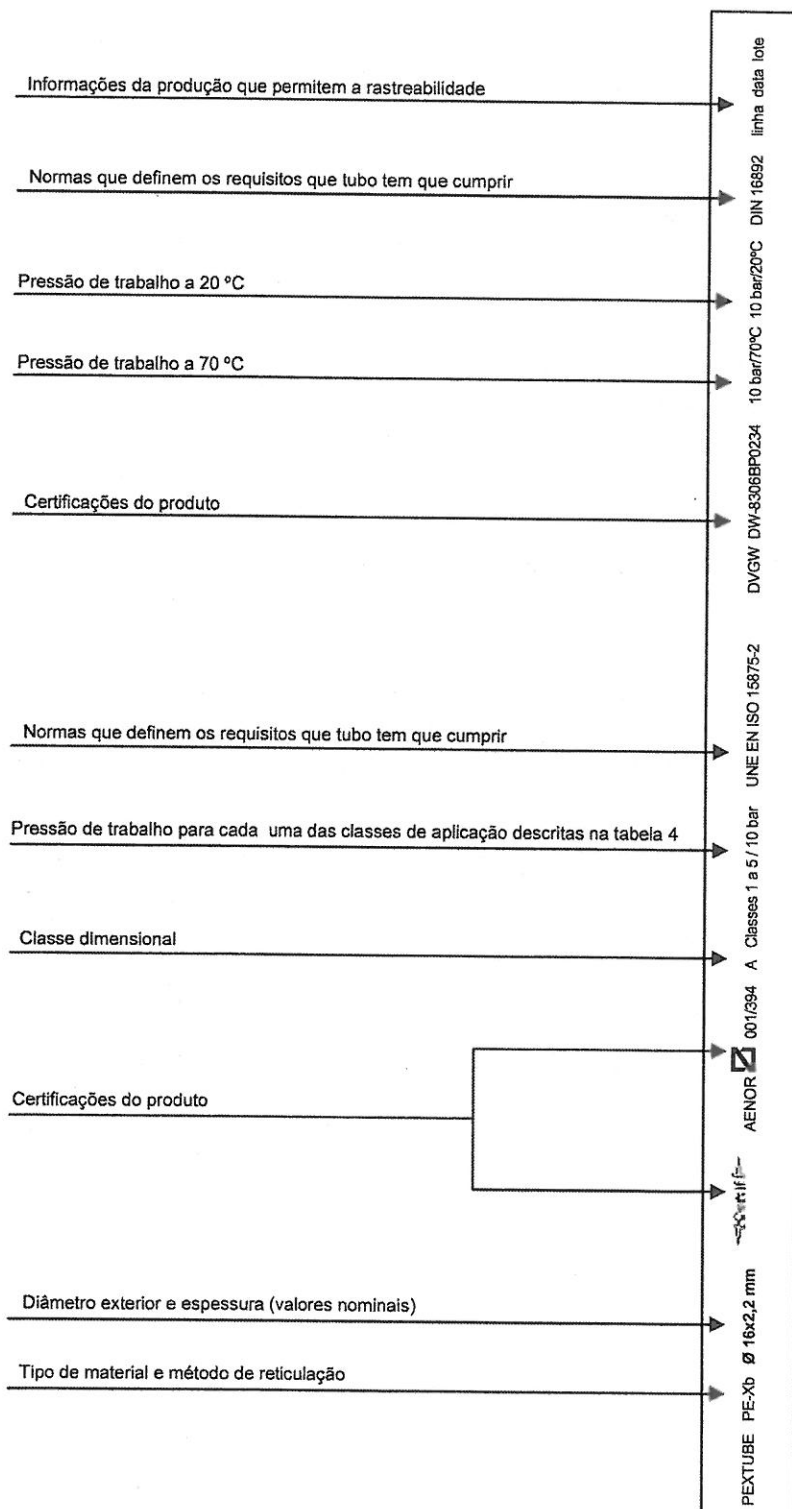 Informações da produção que permitem a rastreabilidade
Normas que definem os requisitos que tubo tem que cumprir
Pressão de trabalho a 20 ºC
Pressão de trabalho a 70 ºC
Certificações do produto
Normas que definem os requisitos que tubo tem que cumprir
Pressão de trabalho para cada uma das classes de aplicação descritas na tabela 4
Classe dimensional
Certificações do produto
Diâmetro exterior e espessura (valores nominais)
Tipo de material e método de reticulação
PEXTUBE PE-Xb Ø 16x2,2 mm AENOR 001/394 A Classes 1 a 5 / 10 bar UNE EN ISO 15875-2 DVGW DW-8306BP0234 10 bar/70ºC 10 bar/20ºC DIN 16892 linha data lote